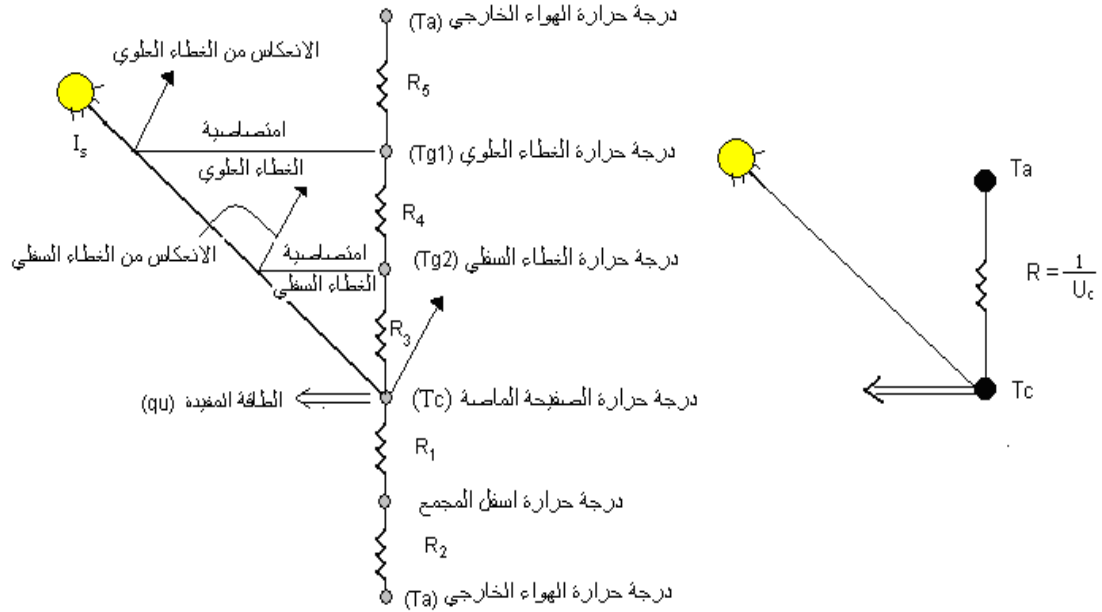 درجة حرارة الهواء الخارجي (Ta)
الانعكاس من الغطاء العلوي
R5
Is
امتصاصية
الغطاء العلوي
درجة حرارة الغطاء العلوي (Tg1)
R4
الانعكاس من الغطاء السفلي
امتصاصية
الغطاء السفلي
درجة حرارة الغطاء السفلي (Tg2)
R3
الطاقة المفيدة (qu)
درجة حرارة الصفيحة الماصة (Tc)
R1
درجة حرارة اسفل المجمع
R2
درجة حرارة الهواء الخارجي (Ta)
Ta
R = 1/Uc
Tc